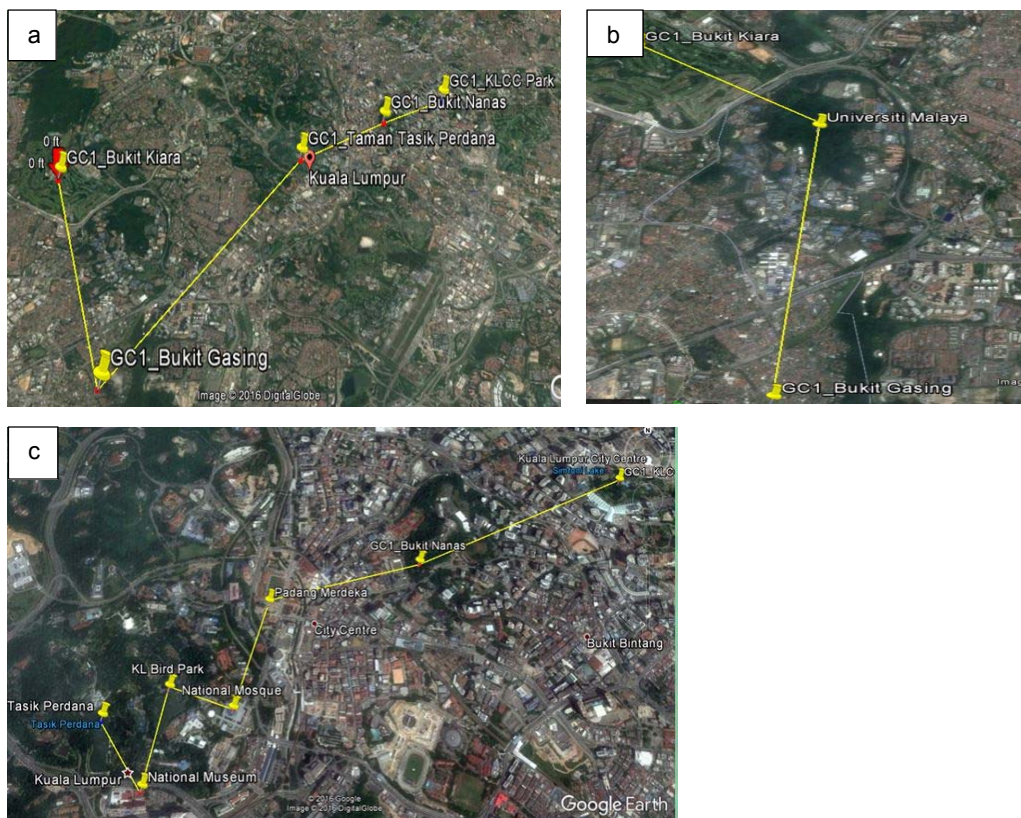 a
GC1_KLCC Park
GC1_Bukit Nanas
GC1_Taman Tasik Perdana
Kuala Lumpur
0 ft
0 ft
GC1_Bukit Kiara
GC1_Bukit Gasing
Image © 2016 DigitalGlobe
b
GC1_Bukit Kiara
Universiti Malaya
GC1_Bukit Gasing
Imag
c
N
Kuala Lumpur City Centre
Simfoni Lake
GC1_KLC
GC1_Bukit Nanas
Padang Merdeka
City Centre
Bukit Bintang
KL Bird Park
National Mosque
Tasik Perdana
Tasik Perdana
Kuala Lumpur
National Museum
© 2016 Google
Image © 2016 DigitalGlobe
Google Earth